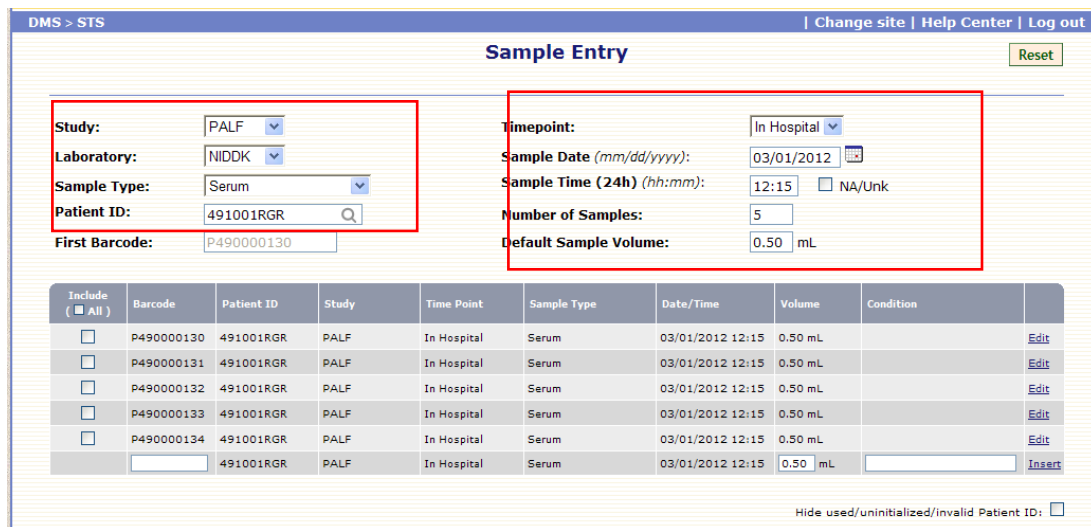 DMS > STS | Change site | Help Center | Log out
Sample Entry
Reset
Study: PALF Timepoint: In Hospital
Laboratory: NIDDK Sample Date (mm/dd/yyyy): 03/01/2012
Sample Type: Serum Sample Time (24h) (hh:mm): 12:15 NA/Unk
Patient ID: 491001RGR Number of Samples: 5
First Barcode: P490000130 Default Sample Volume: 0.50 mL
Include ( All ) Barcode Patient ID Study Time Point Sample Type Date/Time Volume Condition
P490000130 491001RGR PALF In Hospital Serum 03/01/2012 12:15 0.50 mL Edit
P490000131 491001RGR PALF In Hospital Serum 03/01/2012 12:15 0.50 mL Edit
P490000132 491001RGR PALF In Hospital Serum 03/01/2012 12:15 0.50 mL Edit
P490000133 491001RGR PALF In Hospital Serum 03/01/2012 12:15 0.50 mL Edit
P490000134 491001RGR PALF In Hospital Serum 03/01/2012 12:15 0.50 mL Edit
491001RGR PALF In Hospital Serum 03/01/2012 12:15 0.50 mL Insert
Hide used/uninitialized/invalid Patient ID: